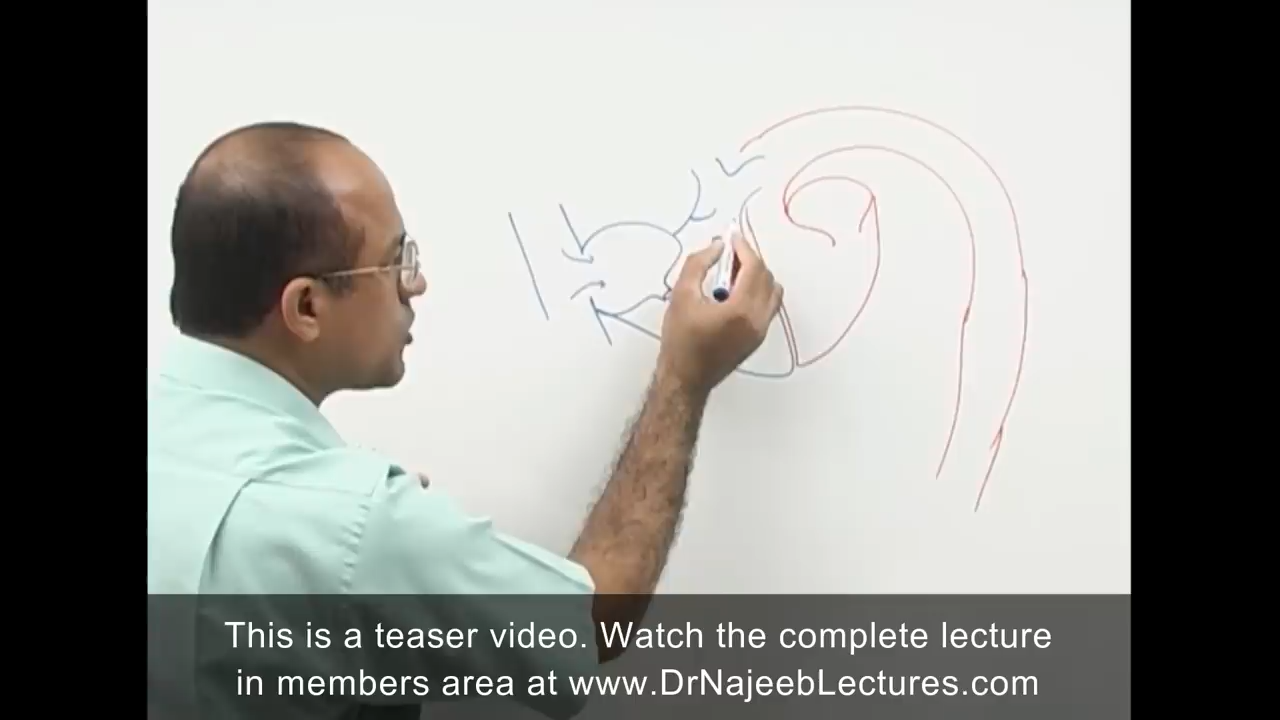 This is a teaser video. Watch the complete lecture
in members area at www.DrNajeebLectures.com